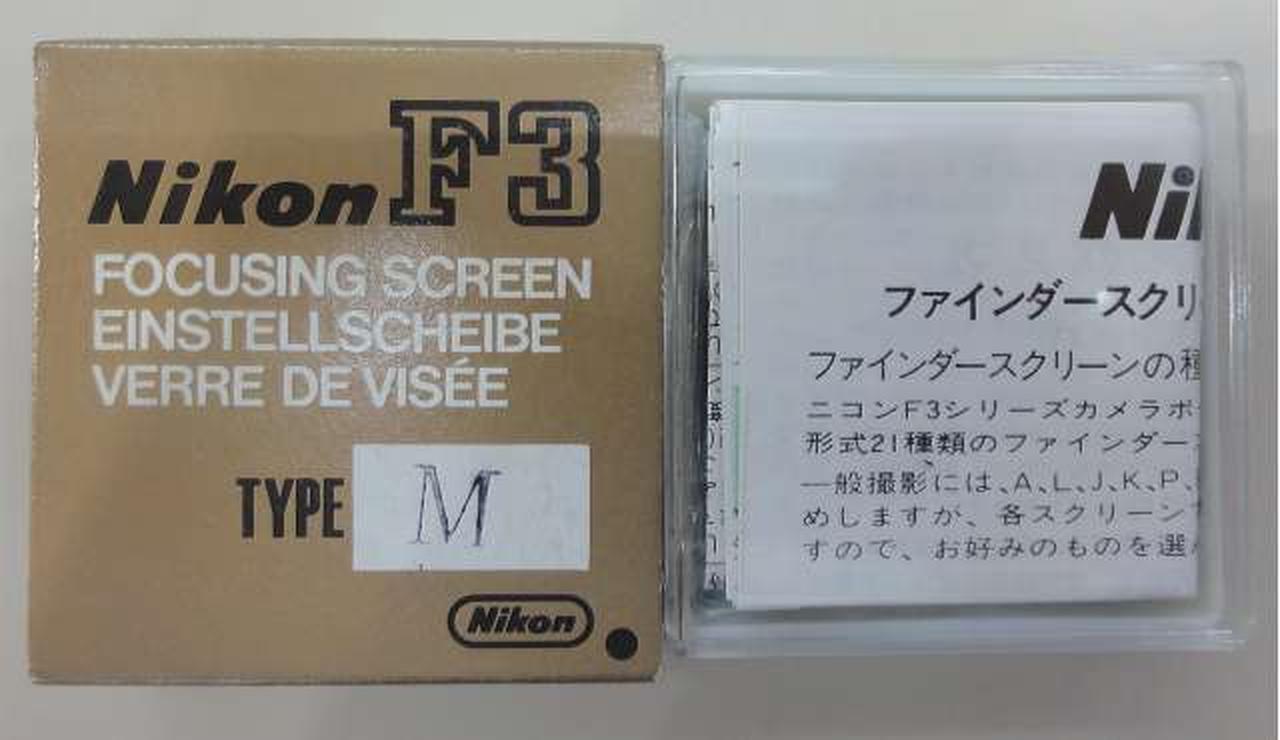 Nikon F3
FOCUSING SCREEN
EINSTELLSCHEIBE
VERRE DE VISÉE
TYPE M
Nikon
Ni
ファインダースクリ
ファインダースクリーンの種
ニコンF3シリーズカメラボ
形式21種類のファインダー
一般撮影には、A、L、J、K、P、
めしますが、各スクリーン
すので、お好みのものを選